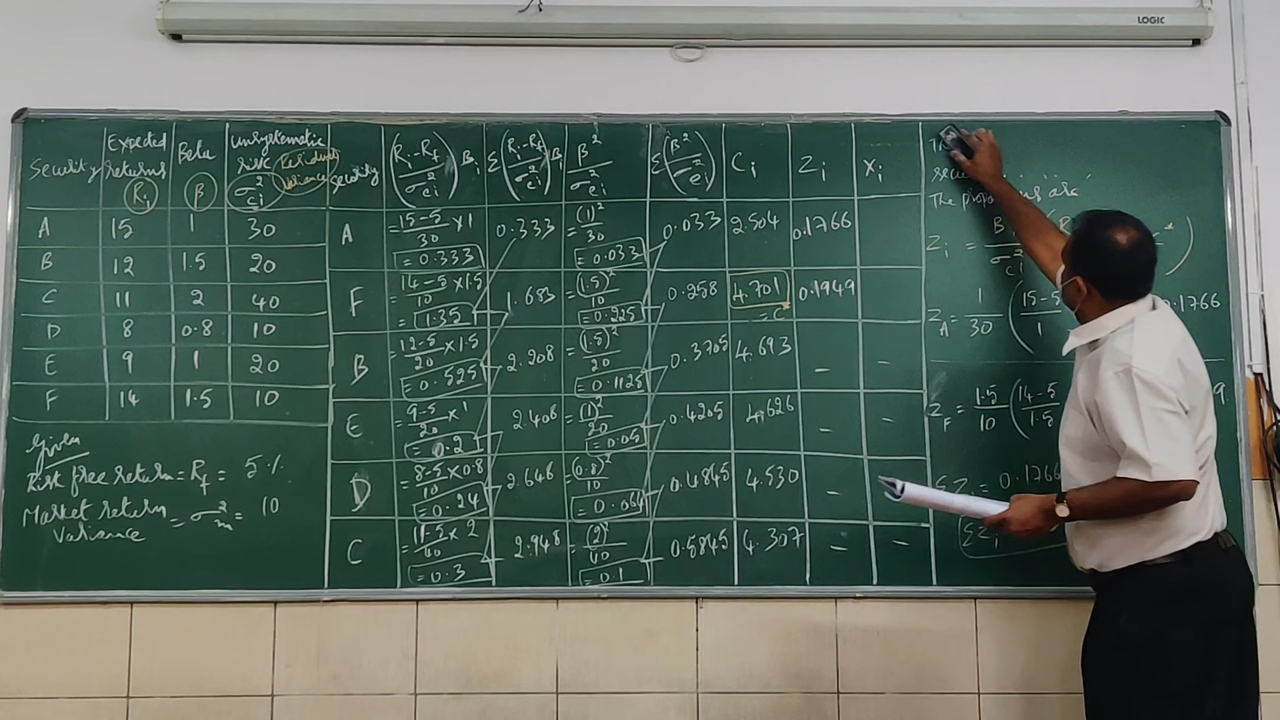 LOGIC
Security | Expected Returns Ri | Beta β | Unsystematic risk σ²ei Residual Variance
A 15 1 30
B 12 1.5 20
C 11 2 40
D 8 0.8 10
E 9 1 20
F 14 1.5 10
Given
Risk free return = Rf = 5 %
Market return Variance = σ²m = 10
Security | (Ri - Rf / σ²ei) Bi | Σ(Ri - Rf / σ²ei) Bi | β² / σ²ei | Σ(β² / σ²ei) | Ci | Zi | Xi
A | 15-5/30 × 1 = 0.333 | 0.333 | = (1)²/30 = 0.033 | 0.033 | 2.504 | 0.1766
F | 14-5/10 × 1.5 = 1.35 | 1.683 | = (1.5)²/10 = 0.225 | 0.258 | 4.701 = C* | 0.1949
B | = 12-5/20 × 1.5 = 0.525 | 2.208 | = (1.5)²/20 = 0.1125 | 0.3705 | 4.693 | - | -
E | = 9-5/20 × 1 = 0.2 | 2.408 | = (1)²/20 = 0.05 | 0.4205 | 4.626 | - | -
D | = 8-5/10 × 0.8 = 0.24 | 2.648 | = (0.8)²/10 = 0.064 | 0.4845 | 4.530 | - | -
C | = 11-5/40 × 2 = 0.3 | 2.948 | = (2)²/40 = 0.1 | 0.5845 | 4.307 | - | -
The
Zi = B / σ²ei
ZA = 1/30 (15-5/1 0.1766
ZF = 1.5/10 (14-5/1.5 9
ΣZi = 0.1766
ΣZi